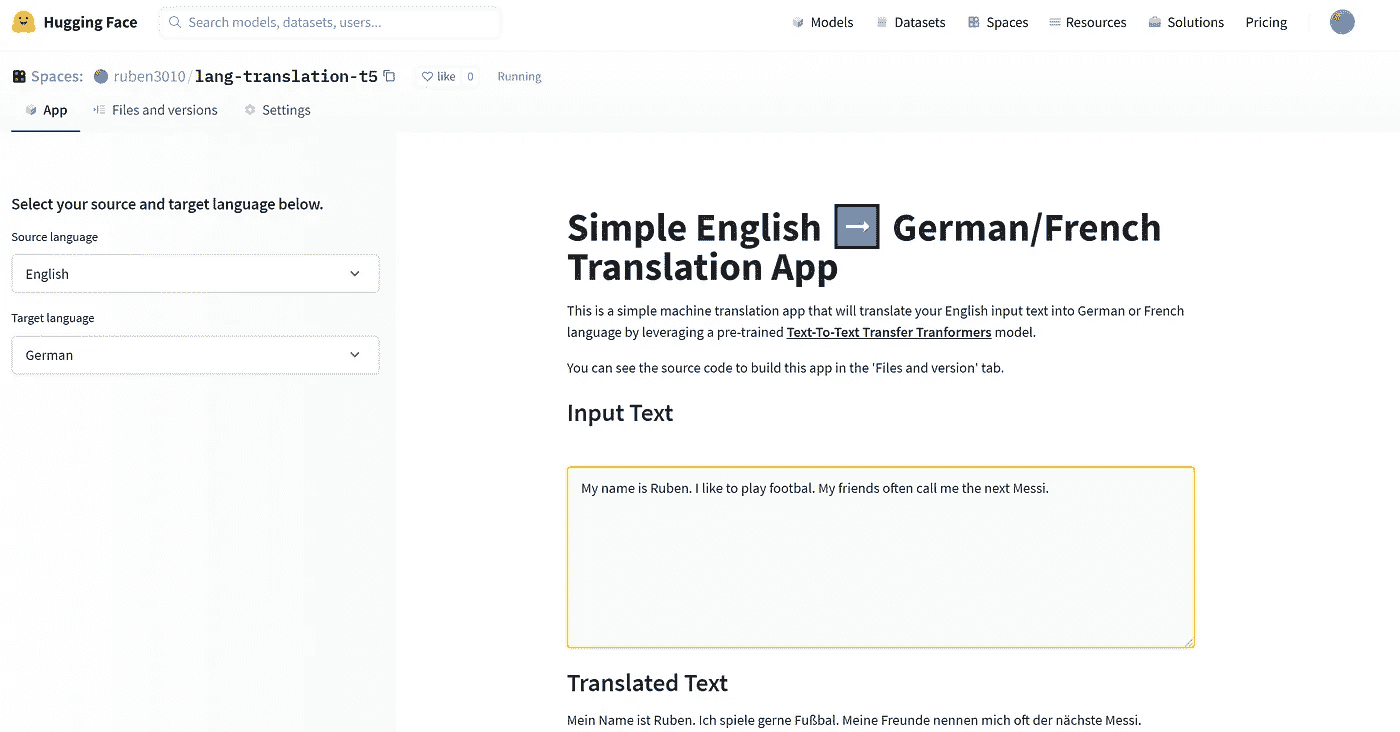 Hugging Face
Search models, datasets, users...
Models
Datasets
Spaces
Resources
Solutions
Pricing
Spaces: ruben3010/lang-translation-t5
like 0
Running
App
Files and versions
Settings
Select your source and target language below.
Source language
English
Target language
German
Simple English → German/French
Translation App
This is a simple machine translation app that will translate your English input text into German or French
language by leveraging a pre-trained Text-To-Text Transfer Tranformers model.
You can see the source code to build this app in the 'Files and version' tab.
Input Text
My name is Ruben. I like to play footbal. My friends often call me the next Messi.
Translated Text
Mein Name ist Ruben. Ich spiele gerne Fußbal. Meine Freunde nennen mich oft der nächste Messi.